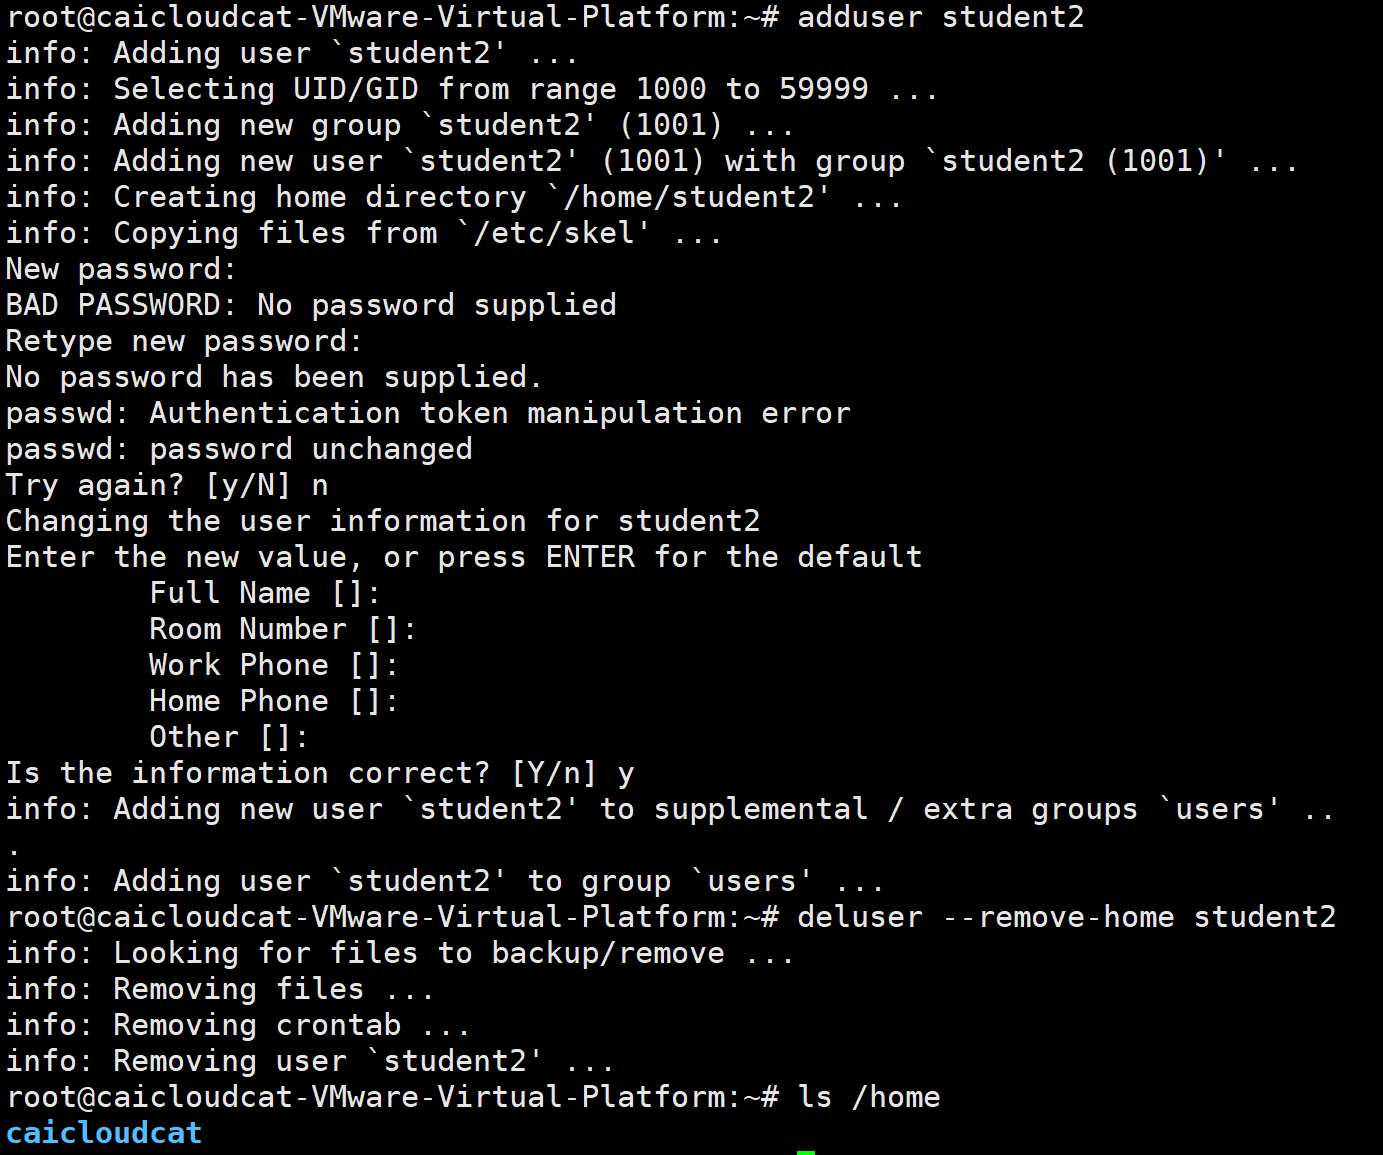 root@caicloudcat-VMware-Virtual-Platform:~# adduser student2
info: Adding user `student2' ...
info: Selecting UID/GID from range 1000 to 59999 ...
info: Adding new group `student2' (1001) ...
info: Adding new user `student2' (1001) with group `student2 (1001)' ...
info: Creating home directory `/home/student2' ...
info: Copying files from `/etc/skel' ...
New password:
BAD PASSWORD: No password supplied
Retype new password:
No password has been supplied.
passwd: Authentication token manipulation error
passwd: password unchanged
Try again? [y/N] n
Changing the user information for student2
Enter the new value, or press ENTER for the default
        Full Name []:
        Room Number []:
        Work Phone []:
        Home Phone []:
        Other []:
Is the information correct? [Y/n] y
info: Adding new user `student2' to supplemental / extra groups `users' ..
.
info: Adding user `student2' to group `users' ...
root@caicloudcat-VMware-Virtual-Platform:~# deluser --remove-home student2
info: Looking for files to backup/remove ...
info: Removing files ...
info: Removing crontab ...
info: Removing user `student2' ...
root@caicloudcat-VMware-Virtual-Platform:~# ls /home
caicloudcat